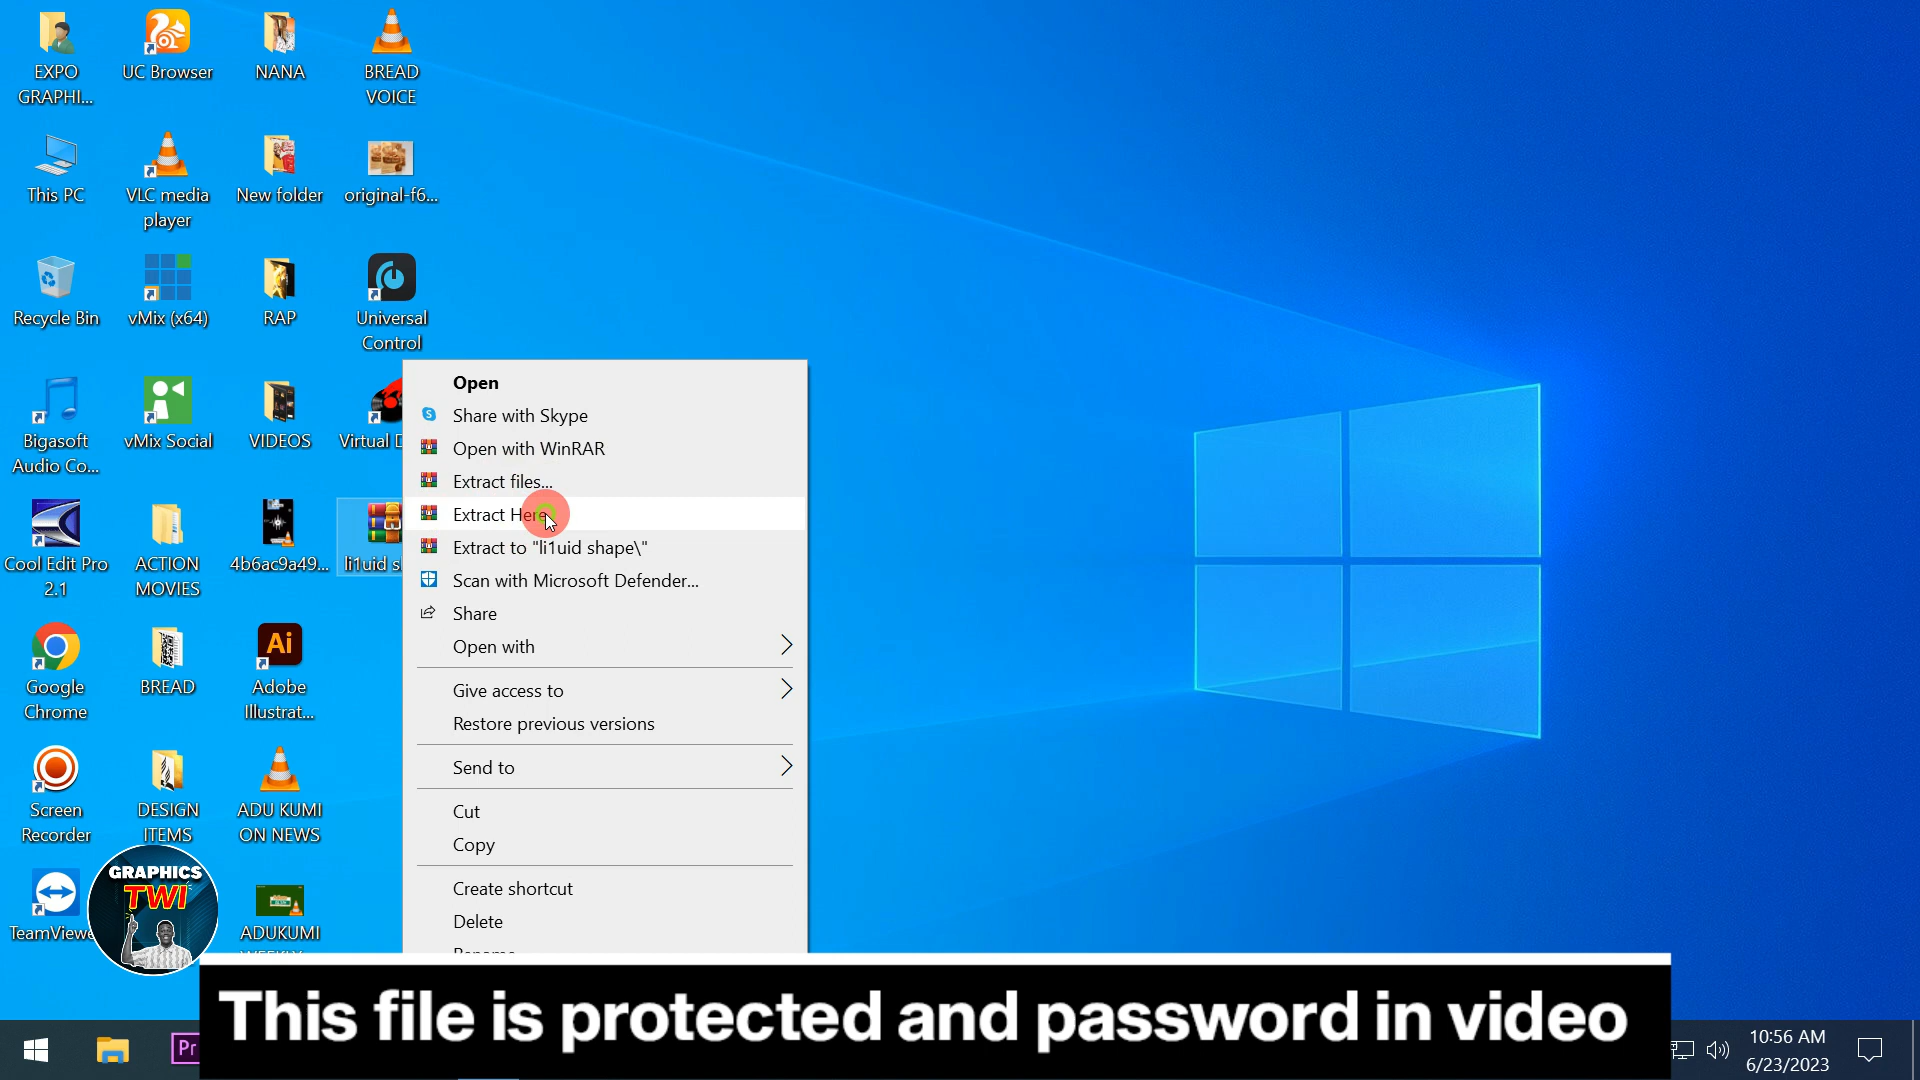 EXPO
GRAPHI...
UC Browser
NANA
BREAD
VOICE
This PC
VLC media
player
New folder
original-f6...
Recycle Bin
vMix (x64)
RAP
Universal
Control
Bigasoft
Audio Co...
vMix Social
VIDEOS
Virtual D
Cool Edit Pro
2.1
ACTION
MOVIES
4b6ac9a49...
li1uid s
Google
Chrome
BREAD
Ai
Adobe
Illustrat...
Screen
Recorder
DESIGN
ITEMS
ADU KUMI
ON NEWS
TeamViewe
GRAPHICS
TWI
ADUKUMI
Open
Share with Skype
Open with WinRAR
Extract files...
Extract Here
Extract to "li1uid shape\"
Scan with Microsoft Defender...
Share
Open with
Give access to
Restore previous versions
Send to
Cut
Copy
Create shortcut
Delete
This file is protected and password in video
Pr
10:56 AM
6/23/2023